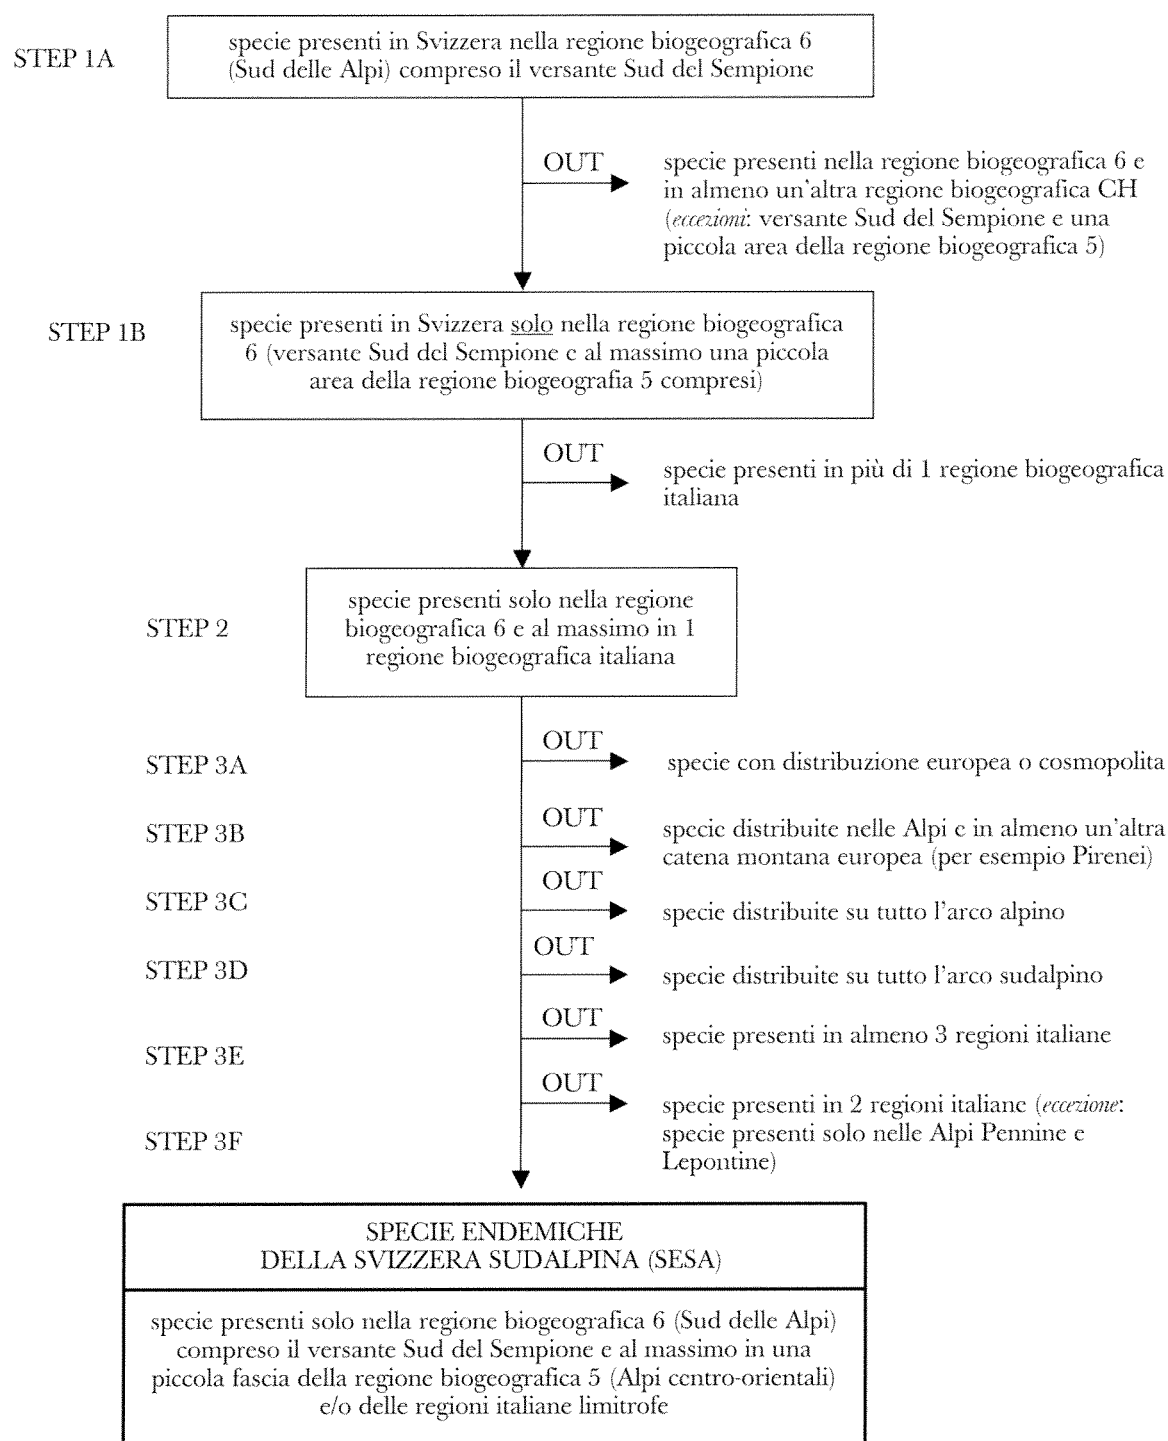 STEP 1A
specie presenti in Svizzera nella regione biogeografica 6
(Sud delle Alpi) compreso il versante Sud del Sempione
OUT
specie presenti nella regione biogeografica 6 e
in almeno un'altra regione biogeografica CH
(eccezioni: versante Sud del Sempione e una
piccola area della regione biogeografica 5)
STEP 1B
specie presenti in Svizzera solo nella regione biogeografica
6 (versante Sud del Sempione e al massimo una piccola
area della regione biogeografia 5 compresi)
OUT
specie presenti in più di 1 regione biogeografica
italiana
STEP 2
specie presenti solo nella regione
biogeografica 6 e al massimo in 1
regione biogeografica italiana
STEP 3A
OUT
specie con distribuzione europea o cosmopolita
STEP 3B
OUT
specie distribuite nelle Alpi e in almeno un'altra
catena montana europea (per esempio Pirenei)
STEP 3C
OUT
specie distribuite su tutto l'arco alpino
STEP 3D
OUT
specie distribuite su tutto l'arco sudalpino
STEP 3E
OUT
specie presenti in almeno 3 regioni italiane
STEP 3F
OUT
specie presenti in 2 regioni italiane (eccezione:
specie presenti solo nelle Alpi Pennine e
Lepontine)
SPECIE ENDEMICHE
DELLA SVIZZERA SUDALPINA (SESA)
specie presenti solo nella regione biogeografica 6 (Sud delle Alpi)
compreso il versante Sud del Sempione e al massimo in una
piccola fascia della regione biogeografica 5 (Alpi centro-orientali)
e/o delle regioni italiane limitrofe